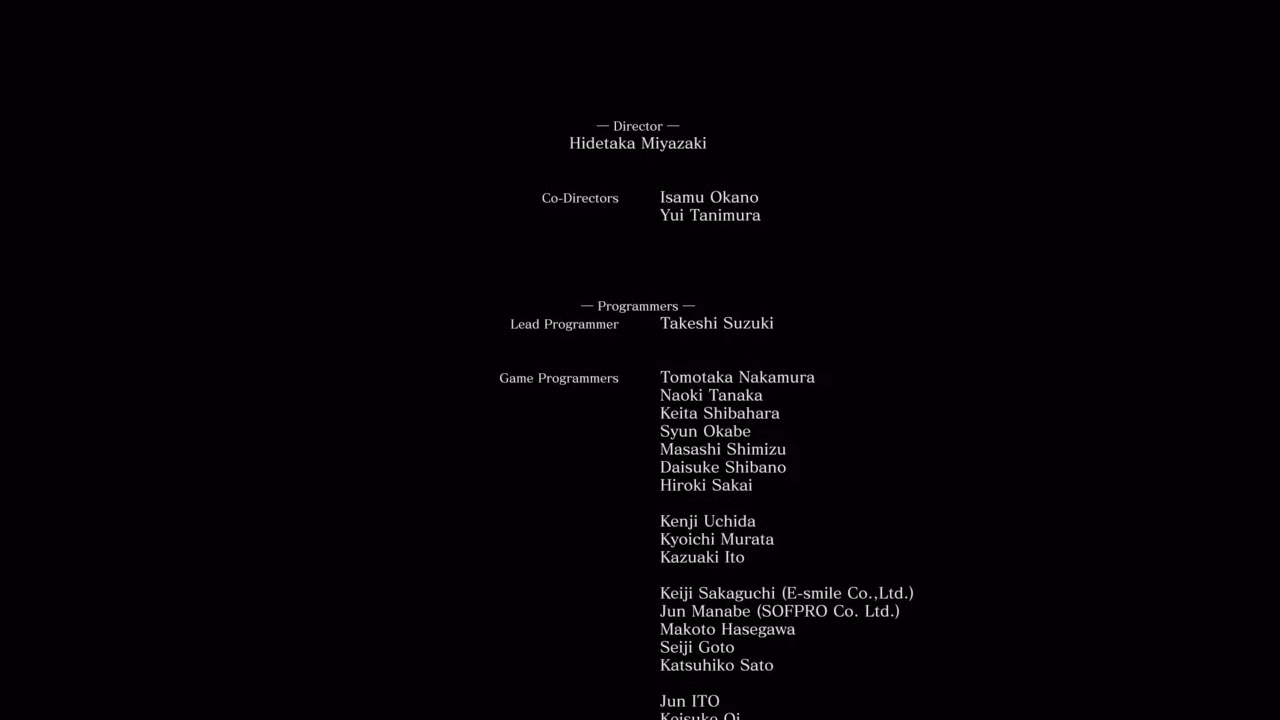 — Director —
Hidetaka Miyazaki
Co-Directors Isamu Okano
Yui Tanimura
— Programmers —
Lead Programmer Takeshi Suzuki
Game Programmers Tomotaka Nakamura
Naoki Tanaka
Keita Shibahara
Syun Okabe
Masashi Shimizu
Daisuke Shibano
Hiroki Sakai
Kenji Uchida
Kyoichi Murata
Kazuaki Ito
Keiji Sakaguchi (E-smile Co.,Ltd.)
Jun Manabe (SOFPRO Co. Ltd.)
Makoto Hasegawa
Seiji Goto
Katsuhiko Sato
Jun ITO
Keisuke Oi